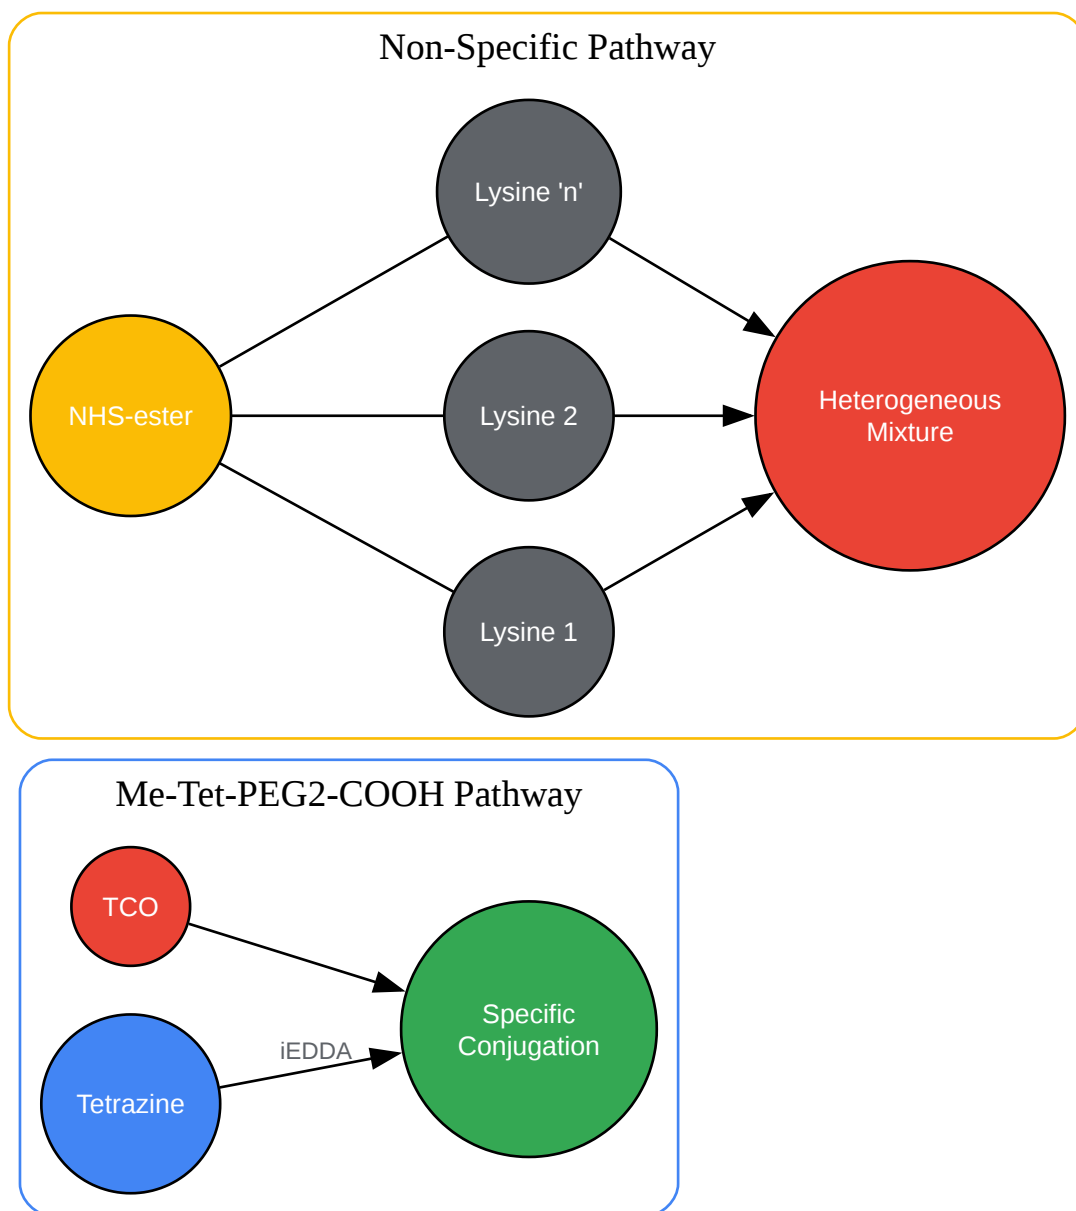 Non-Specific Pathway
Lysine 'n'
NHS-ester
Lysine 2
Heterogeneous
Mixture
Lysine 1
Me-Tet-PEG2-COOH Pathway
TCO
Specific
Conjugation
iEDDA
Tetrazine